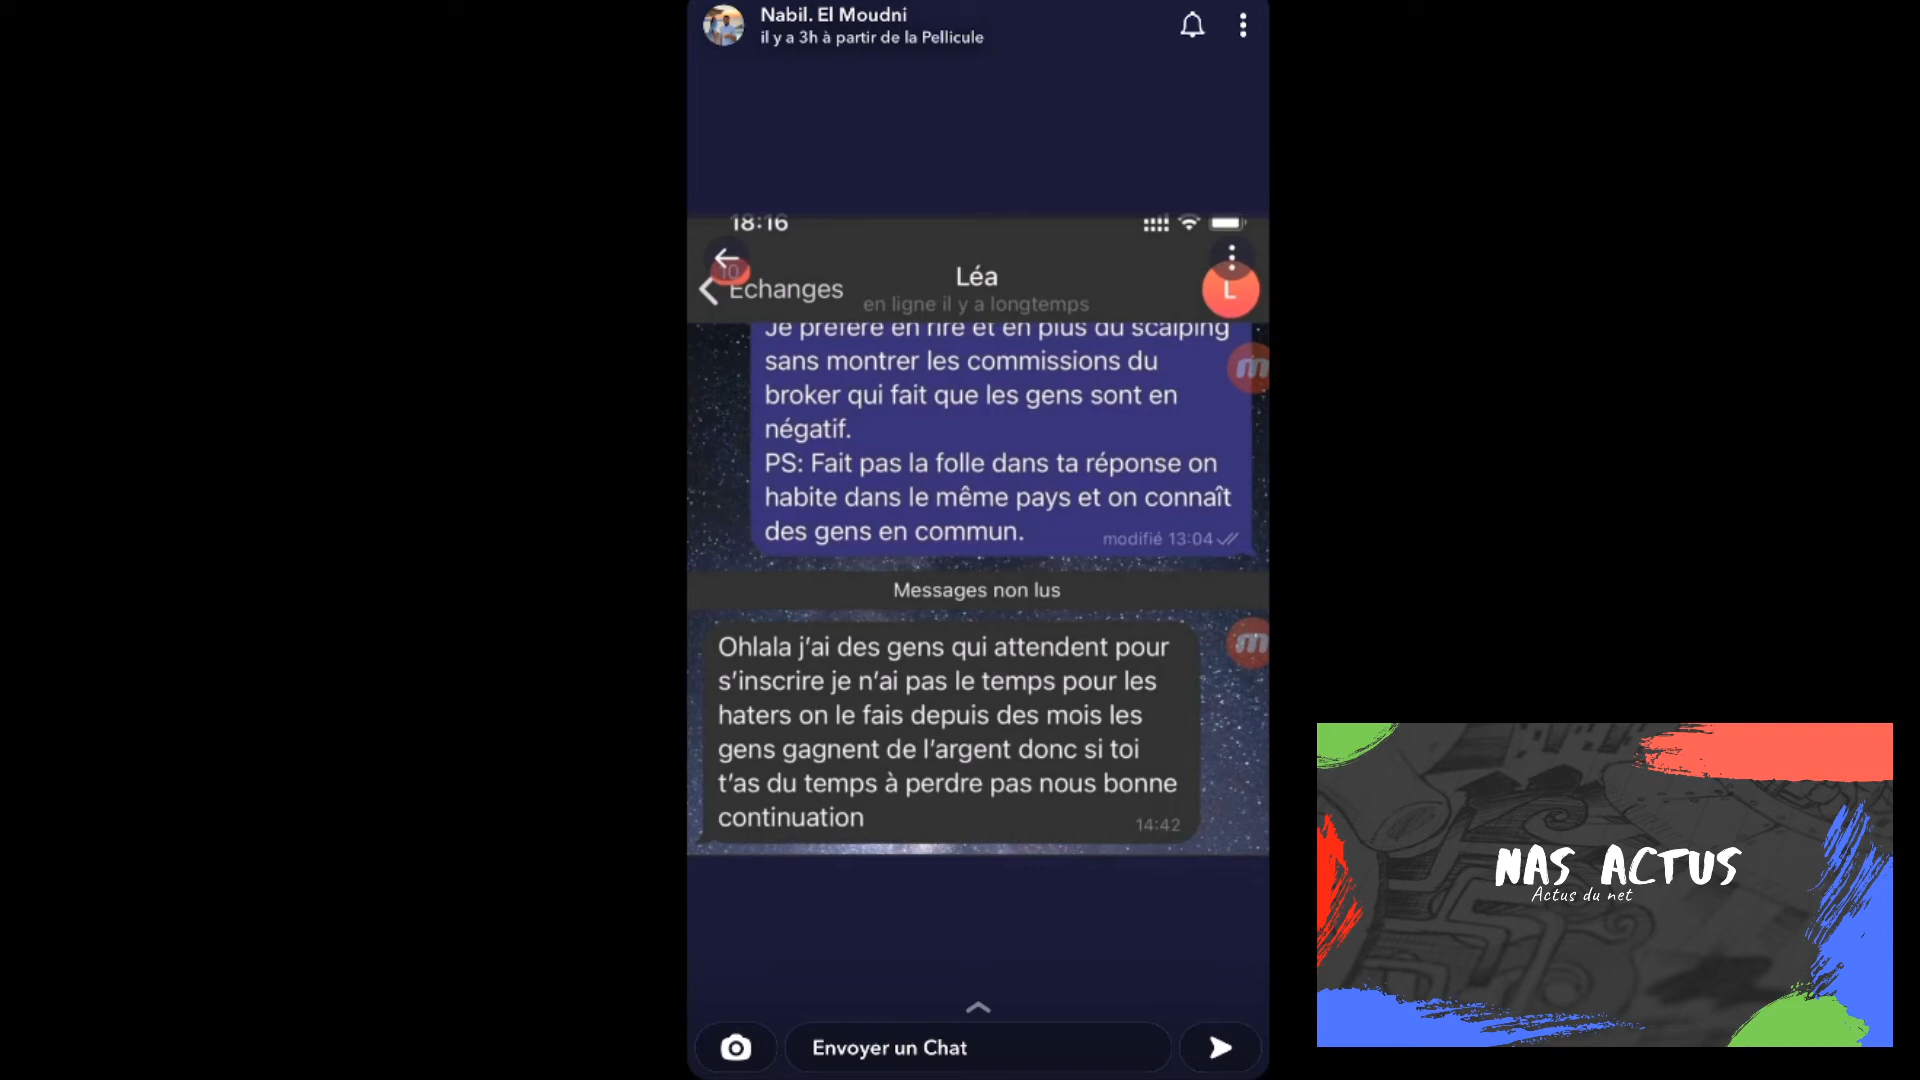 Nabil. El Moudni
il y a 3h à partir de la Pellicule
18:16
10
Echanges
Léa
en ligne il y a longtemps
L
Je préfère en rire et en plus du scalping
sans montrer les commissions du
broker qui fait que les gens sont en
négatif.
PS: Fait pas la folle dans ta réponse on
habite dans le même pays et on connaît
des gens en commun.
modifié 13:04
Messages non lus
Ohlala j'ai des gens qui attendent pour
s'inscrire je n'ai pas le temps pour les
haters on le fais depuis des mois les
gens gagnent de l'argent donc si toi
t'as du temps à perdre pas nous bonne
continuation
14:42
Envoyer un Chat
NAS ACTUS
Actus du net